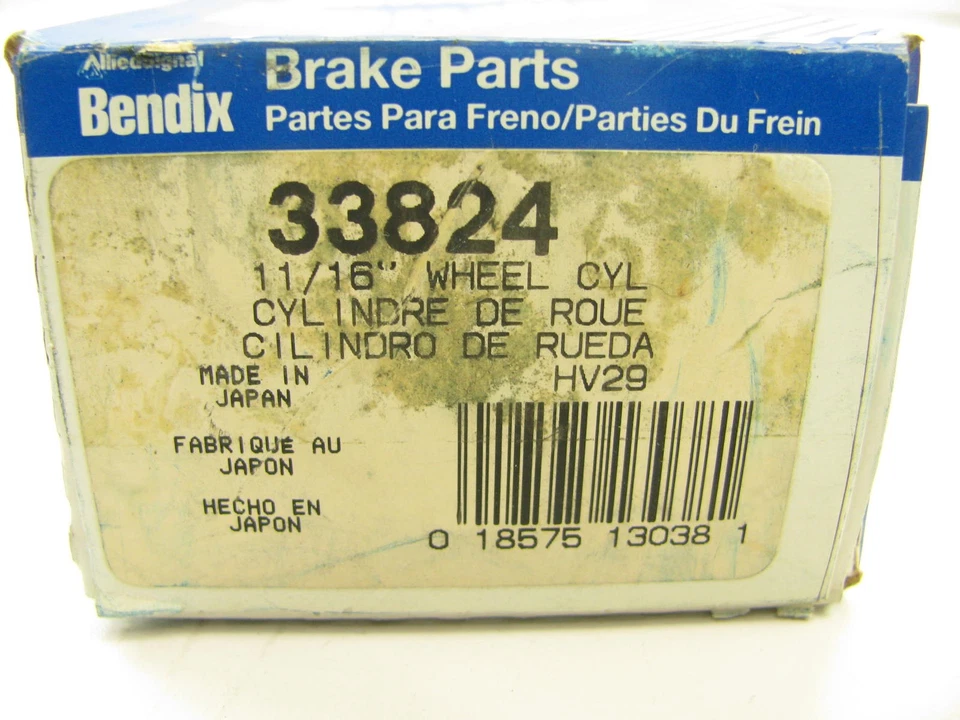 AlliedSignal
Bendix
Brake Parts
Partes Para Freno/Parties Du Frein
33824
11/16" WHEEL CYL
CYLINDRE DE ROUE
CILINDRO DE RUEDA
HV29
MADE IN
JAPAN
FABRIQUÉ AU
JAPON
HECHO EN
JAPON
0 18575 13038 1